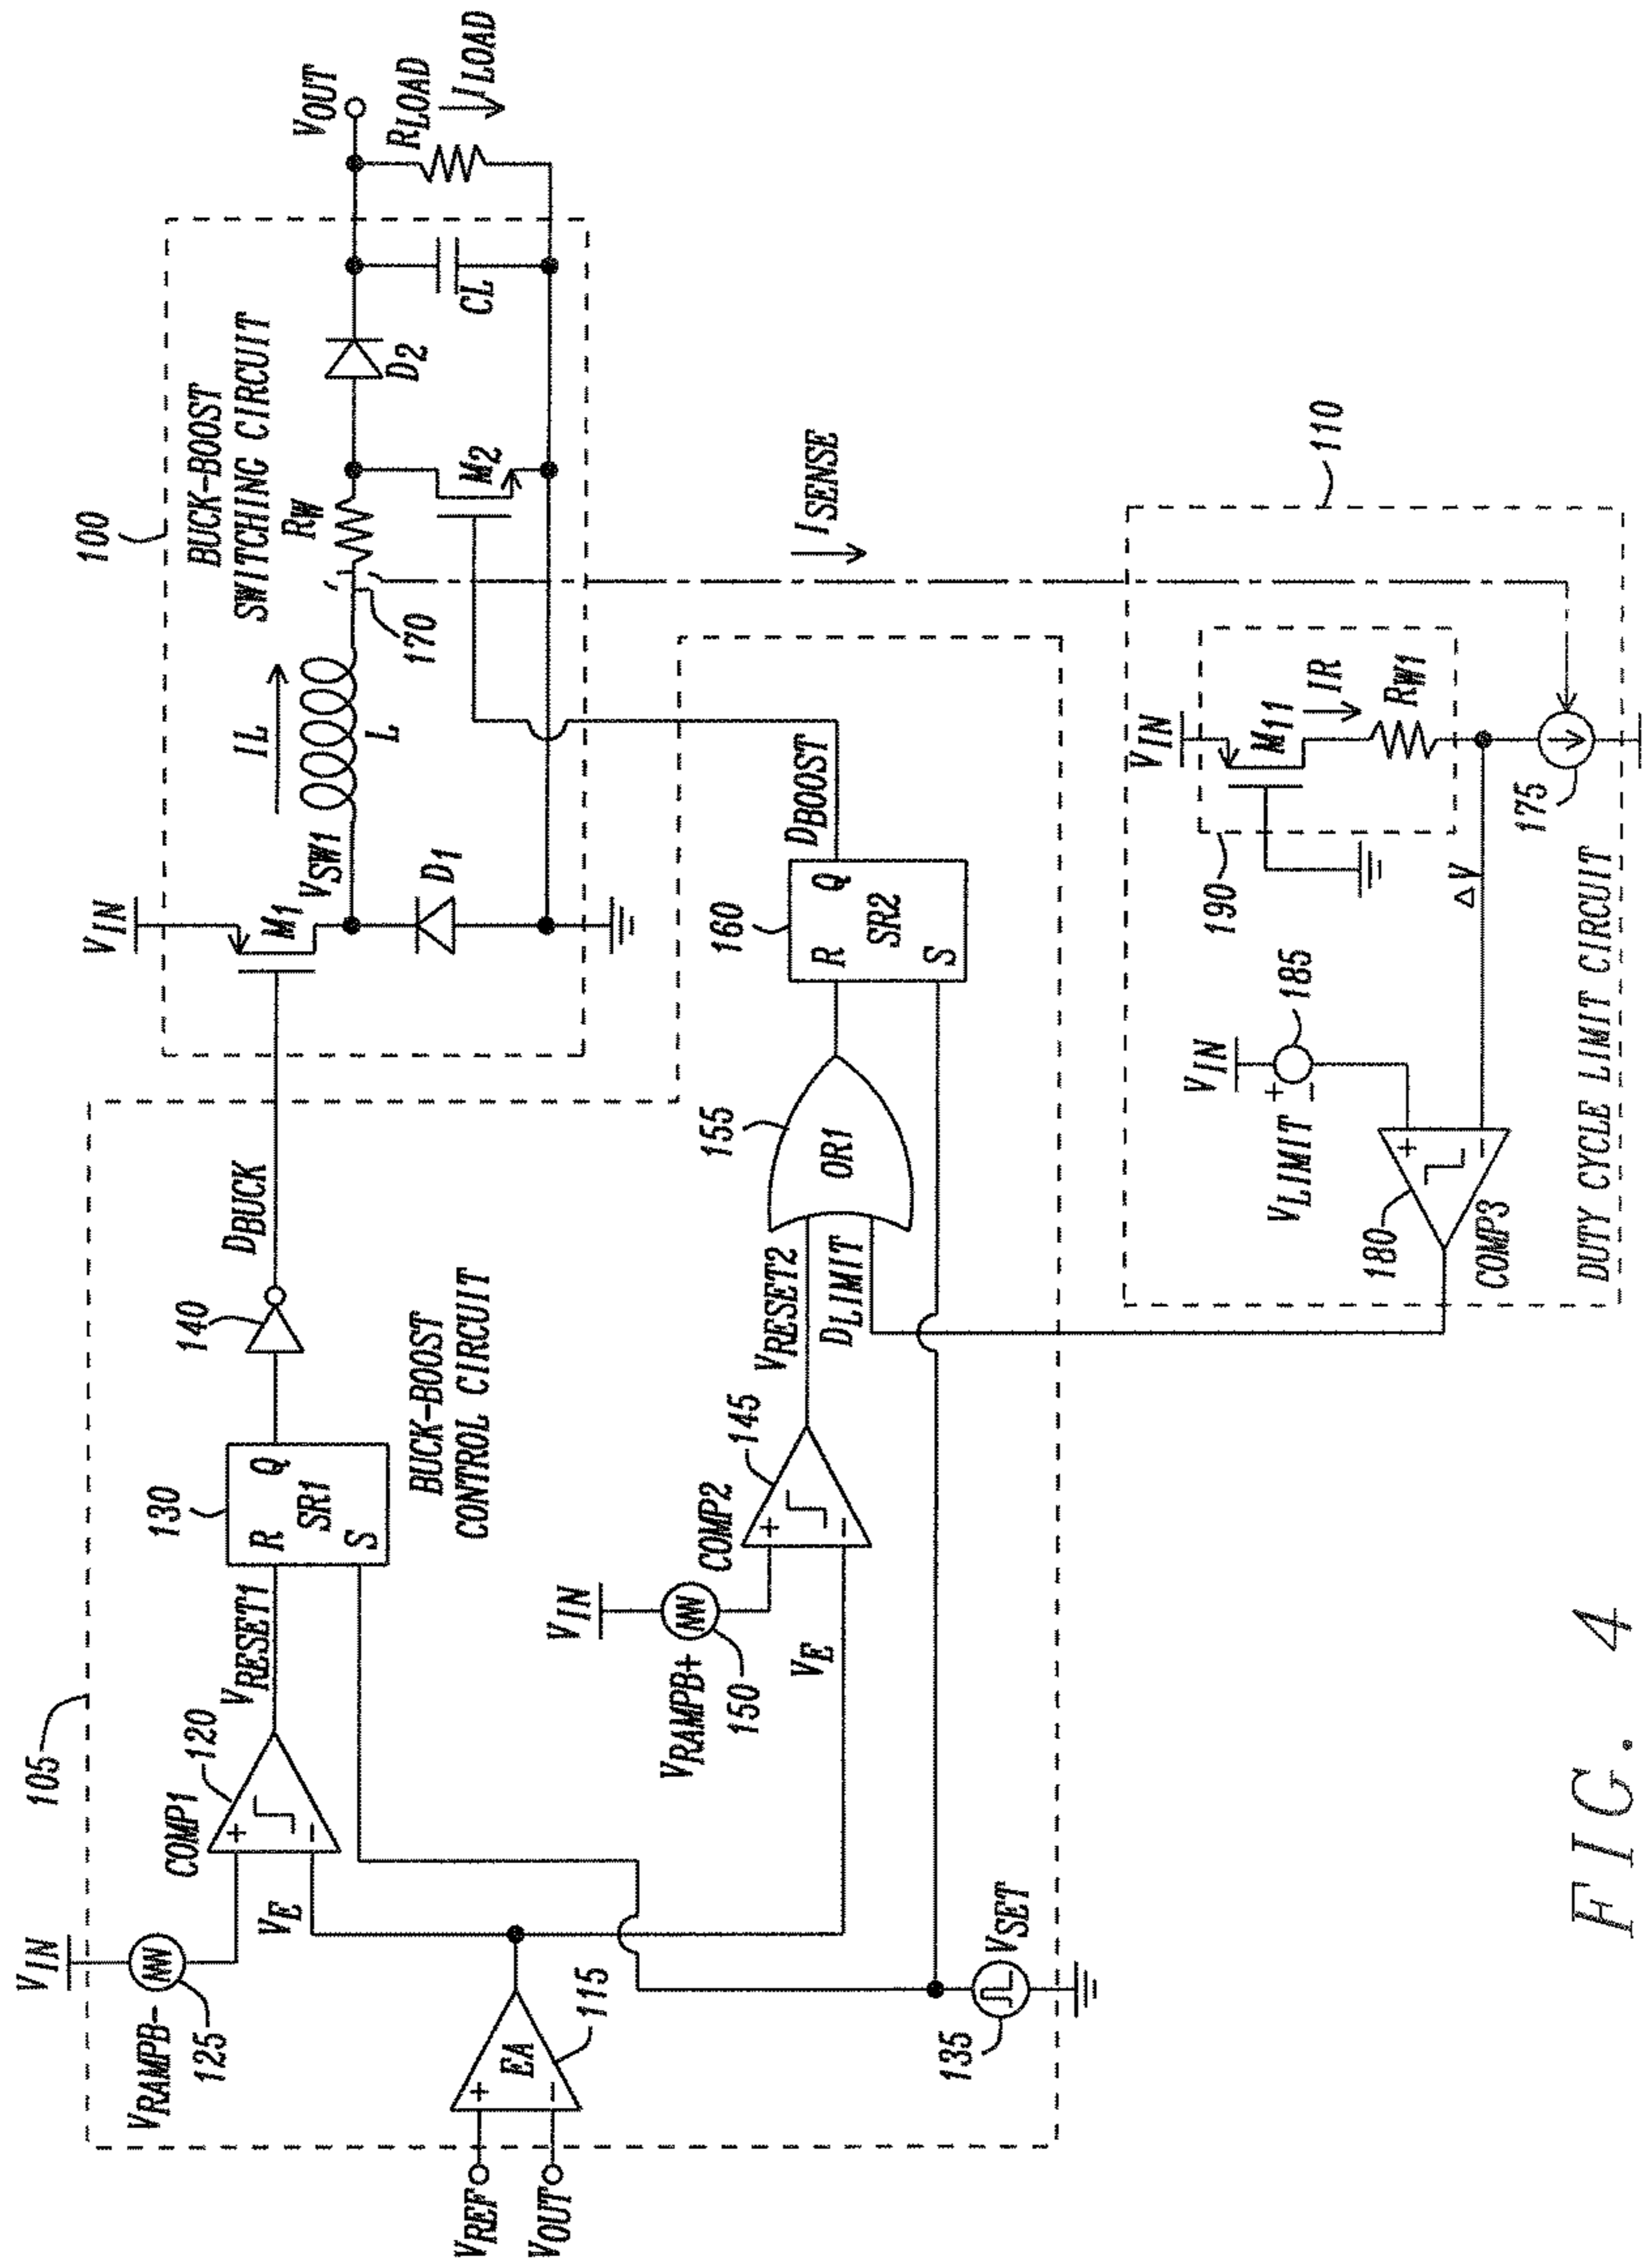 100
BUCK-BOOST
SWITCHING CIRCUIT
VIN
M1
VSW1
D1
IL
L
170
RW
M2
D2
CL
VOUT
RLOAD
ILOAD
ISENSE
105
VIN
VRAMPB-
125
COMP1
120
+
-
VE
VRESET1
130
R
Q
SR1
S
140
DBUCK
BUCK-BOOST
CONTROL CIRCUIT
VREF
VOUT
+
-
EA
115
VIN
VRAMPB+
150
COMP2
145
+
-
VE
VRESET2
DLIMIT
155
OR1
160
R
Q
SR2
S
DBOOST
135
VSET
110
VIN
M11
IR
RW1
190
175
ΔV
VIN
185
+
-
VLIMIT
180
+
-
COMP3
DUTY CYCLE LIMIT CIRCUIT
FIG. 4